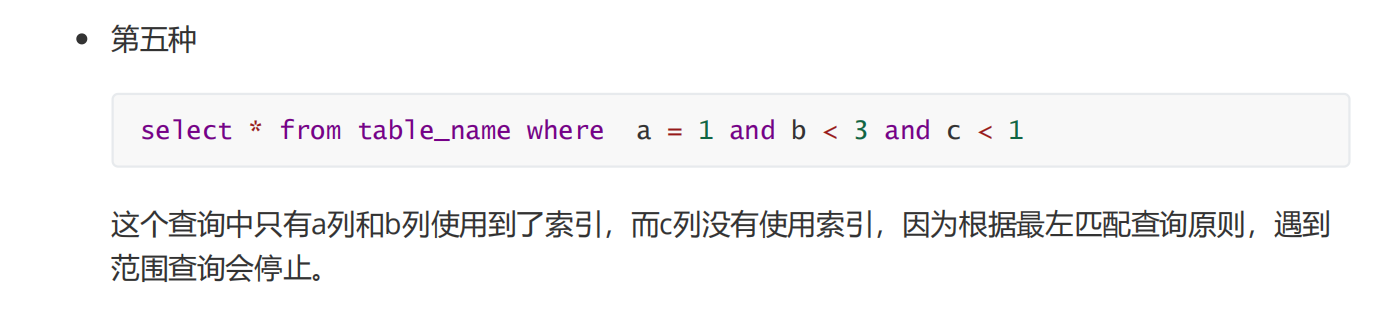 第五种
select * from table_name where  a = 1 and b < 3 and c < 1
这个查询中只有a列和b列使用到了索引，而c列没有使用索引，因为根据最左匹配查询原则，遇到
范围查询会停止。